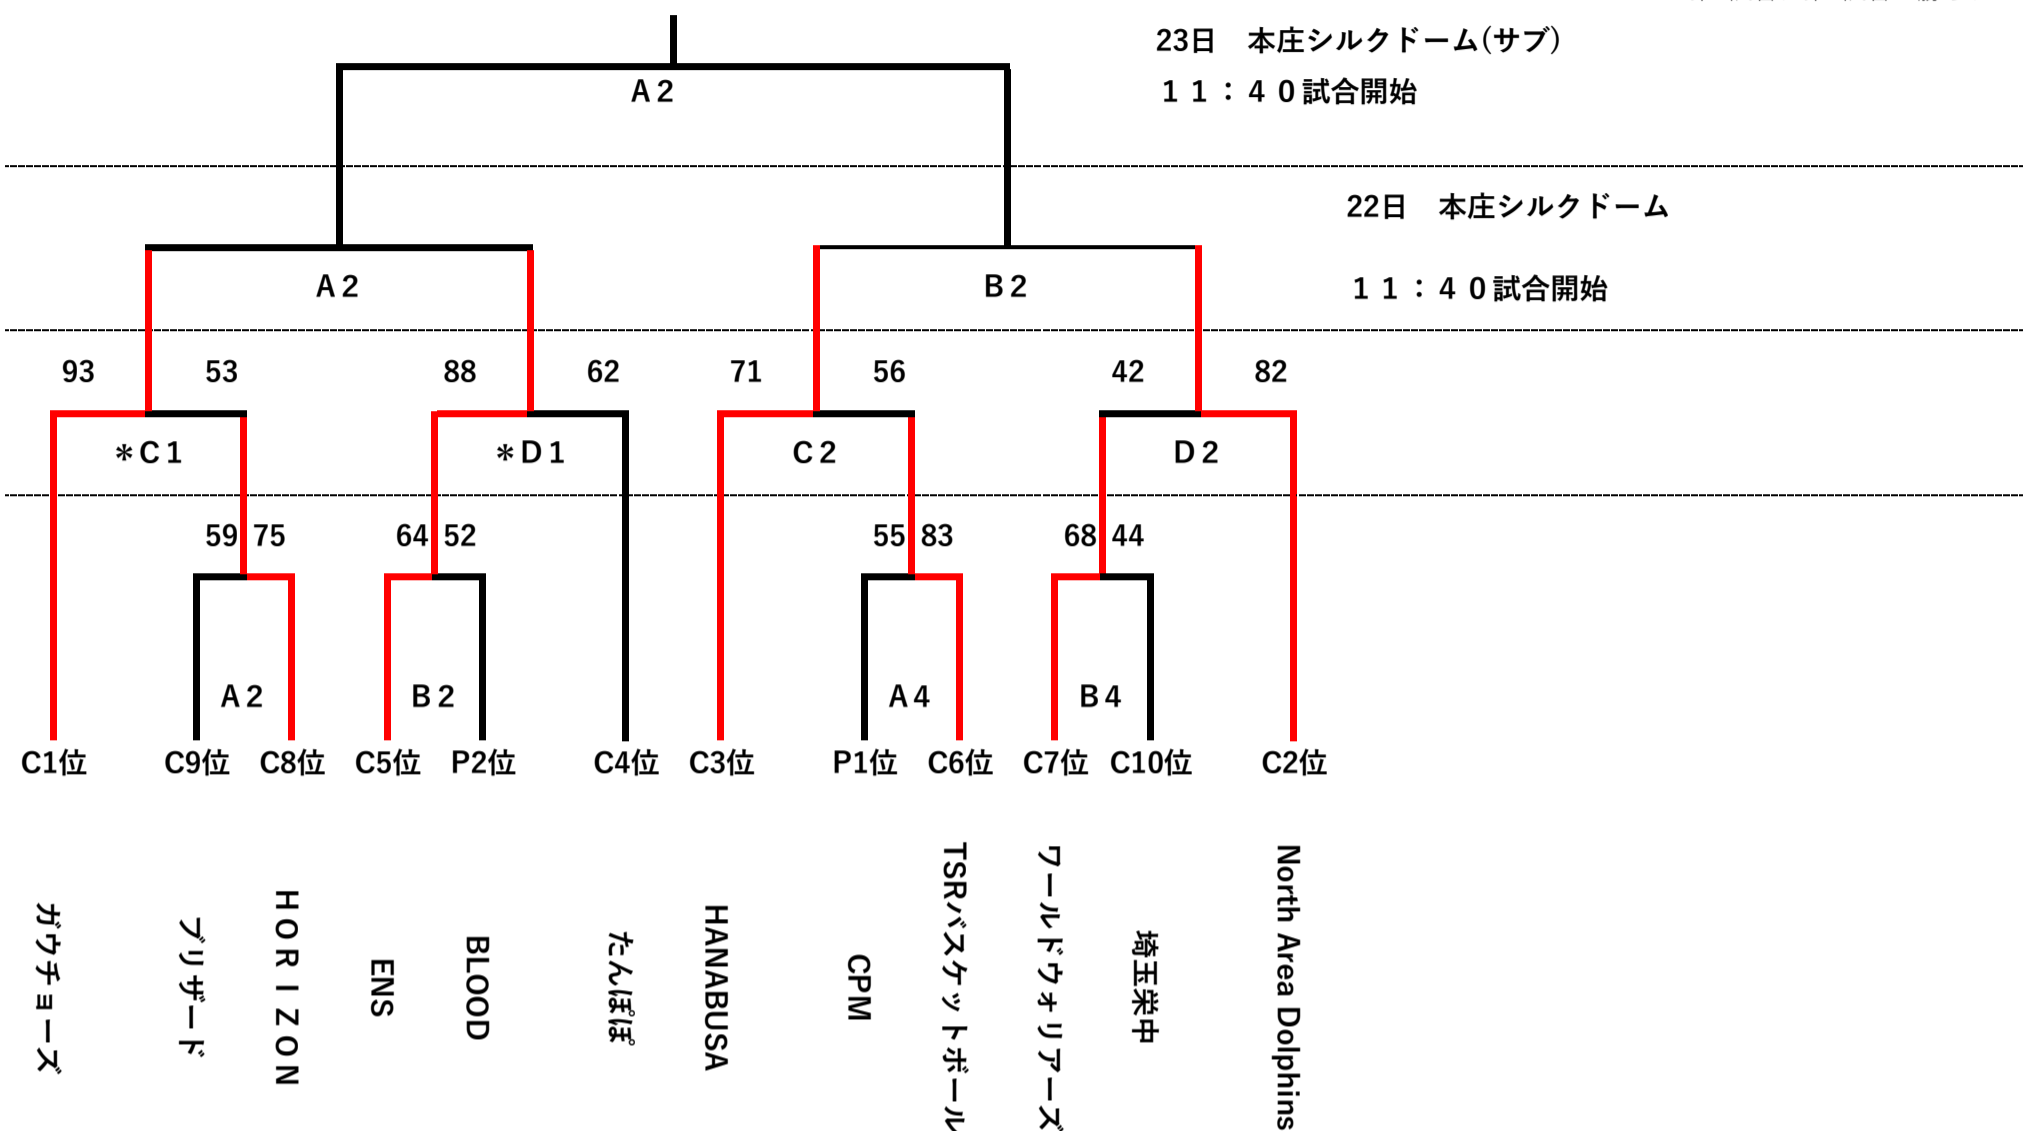 23日　本庄シルクドーム(サブ)
A２
１１：４０試合開始
22日　本庄シルクドーム
A２
B２
１１：４０試合開始
93 53 88 62 71 56 42 82
＊C１ ＊D１ C２ D２
59 75 64 52 55 83 68 44
A２ B２ A４ B４
C1位 C9位 C8位 C5位 P2位 C4位 C3位 P1位 C6位 C7位 C10位 C2位
ガウチョーズ
ブリザード
ＨＯＲＩＺＯＮ
ENS
BLOOD
たんぽぽ
HANABUSA
CPM
TSRバスケットボール
ワールドウォリアーズ
埼玉栄中
North Area Dolphins